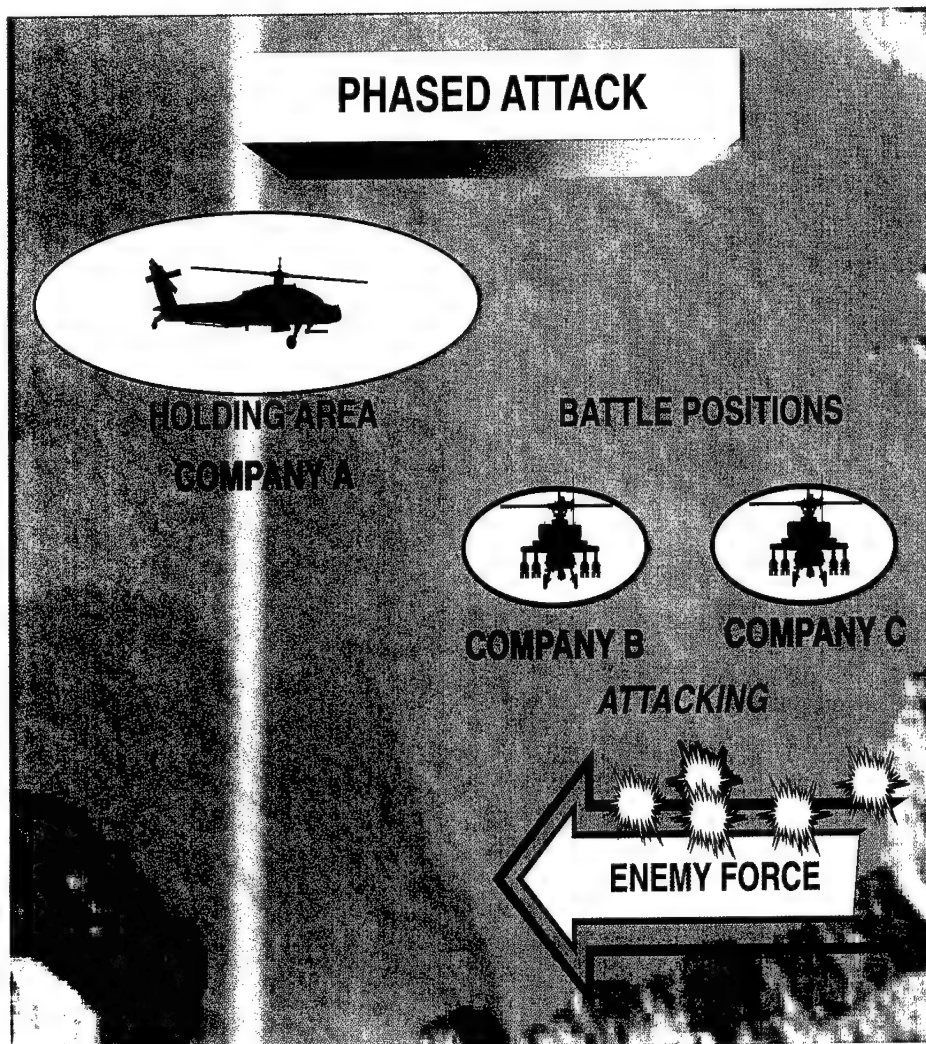 PHASED ATTACK
HOLDING AREA
COMPANY A
BATTLE POSITIONS
COMPANY B
COMPANY C
ATTACKING
ENEMY FORCE